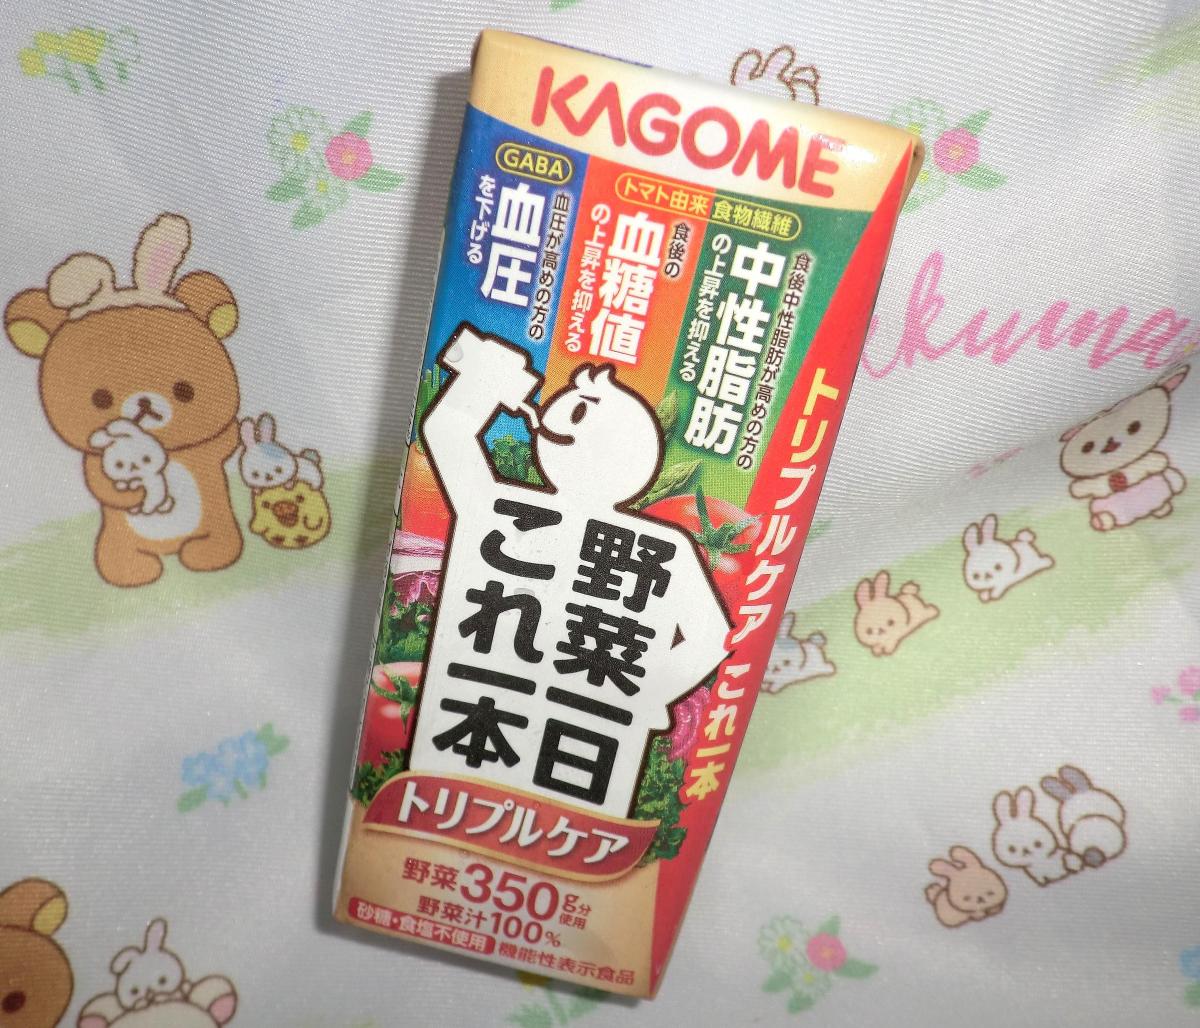 KAGOME
GABA
血圧が高めの方の
血圧
を下げる
トマト由来 食物繊維
食後の
血糖値
の上昇を抑える
食後中性脂肪が高めの方の
中性脂肪
の上昇を抑える
野菜一日
これ一本
トリプルケア
野菜350g分使用
野菜汁100%
砂糖・食塩不使用 機能性表示食品
トリプルケア これ一本
kuma